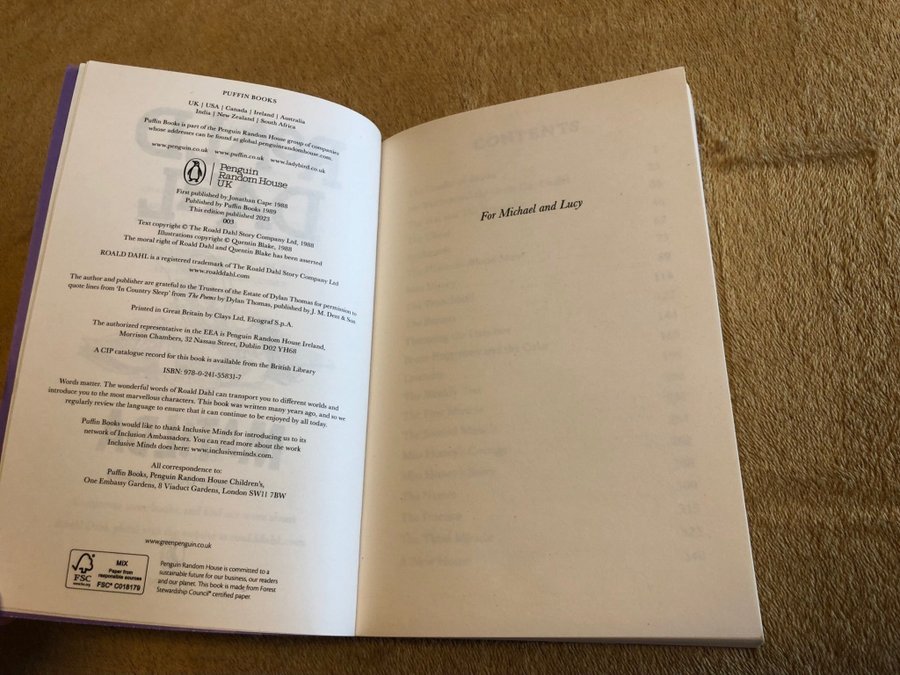 PUFFIN BOOKS
UK | USA | Canada | Ireland | Australia
India | New Zealand | South Africa
Puffin Books is part of the Penguin Random House group of companies
whose addresses can be found at global.penguinrandomhouse.com.
www.penguin.co.uk www.puffin.co.uk www.ladybird.co.uk
Penguin
Random House
UK
First published by Jonathan Cape 1988
Published by Puffin Books 1989
This edition published 2023
003
Text copyright © The Roald Dahl Story Company Ltd, 1988
Illustrations copyright © Quentin Blake, 1988
The moral right of Roald Dahl and Quentin Blake has been asserted
ROALD DAHL is a registered trademark of The Roald Dahl Story Company Ltd
www.roalddahl.com
The author and publisher are grateful to the Trustees of the Estate of Dylan Thomas for permission to
quote lines from 'In Country Sleep' from The Poems by Dylan Thomas, published by J. M. Dent & Son
Printed in Great Britain by Clays Ltd, Elcograf S.p.A.
The authorized representative in the EEA is Penguin Random House Ireland,
Morrison Chambers, 32 Nassau Street, Dublin D02 YH68
A CIP catalogue record for this book is available from the British Library
ISBN: 978-0-241-55831-7
Words matter. The wonderful words of Roald Dahl can transport you to different worlds and
introduce you to the most marvellous characters. This book was written many years ago, and so we
regularly review the language to ensure that it can continue to be enjoyed by all today.
Puffin Books would like to thank Inclusive Minds for introducing us to its
network of Inclusion Ambassadors. You can read more about the work
Inclusive Minds does here: www.inclusiveminds.com.
All correspondence to:
Puffin Books, Penguin Random House Children's,
One Embassy Gardens, 8 Viaduct Gardens, London SW11 7BW
www.greenpenguin.co.uk
FSC
www.fsc.org
MIX
Paper from
responsible sources
FSC® C018179
Penguin Random House is committed to a
sustainable future for our business, our readers
and our planet. This book is made from Forest
Stewardship Council® certified paper.
CONTENTS
For Michael and Lucy